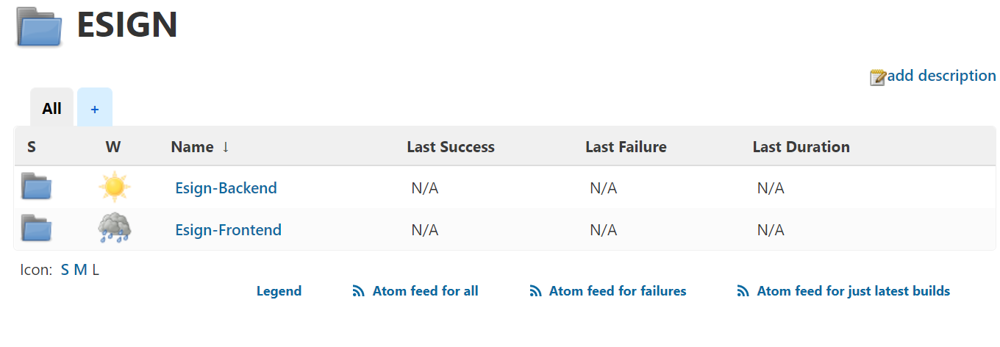 ESIGN
add description
All +
S W Name ↓ Last Success Last Failure Last Duration
Esign-Backend N/A N/A N/A
Esign-Frontend N/A N/A N/A
Icon: S M L
Legend Atom feed for all Atom feed for failures Atom feed for just latest builds